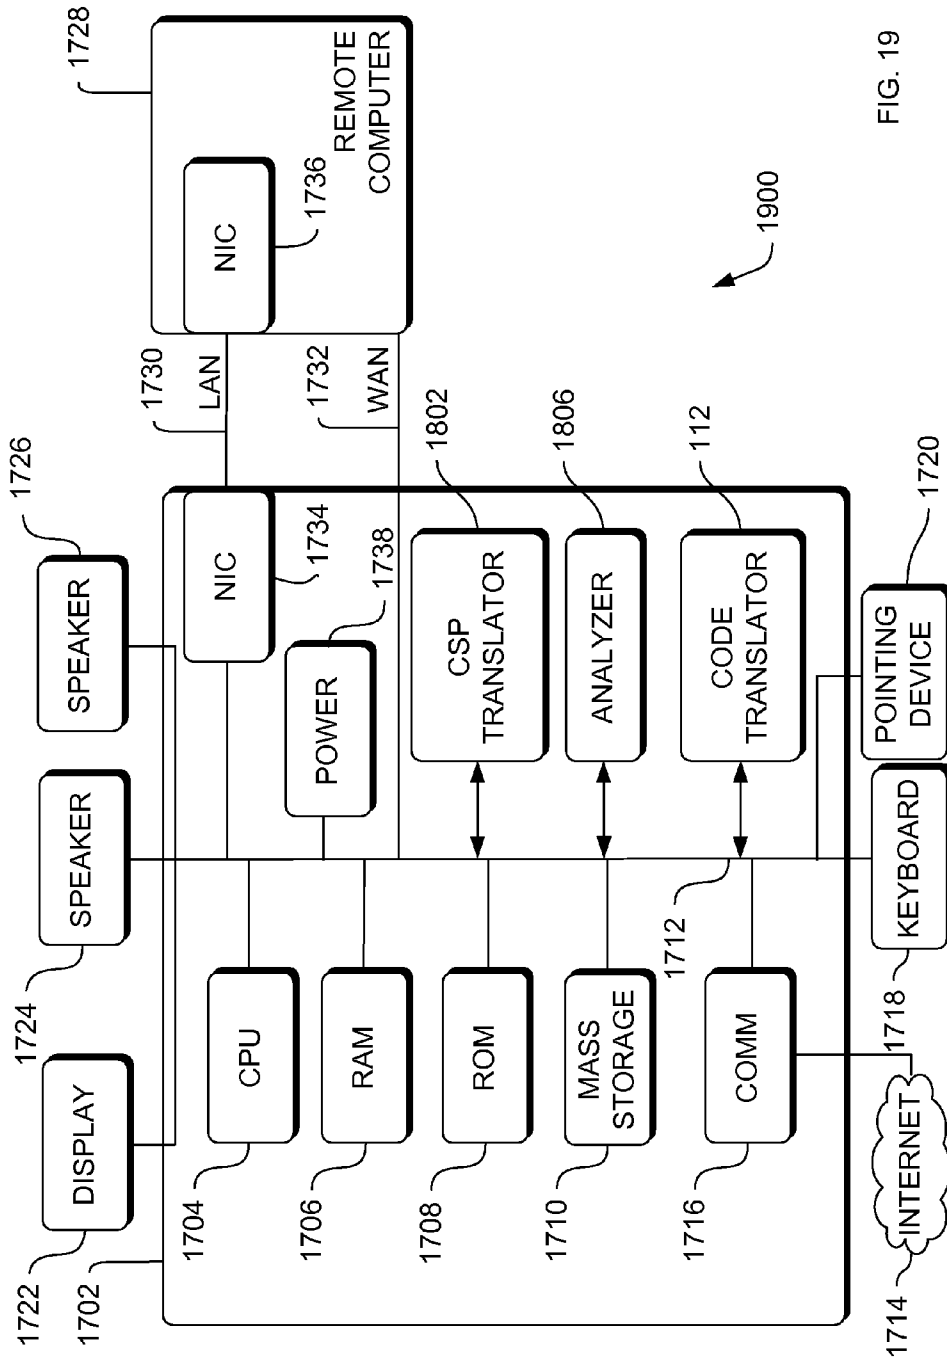 1722
DISPLAY
1724
SPEAKER
1726
SPEAKER
1728
REMOTE
COMPUTER
NIC
1736
1730
LAN
1732
WAN
1702
1704
CPU
1706
RAM
1708
ROM
1710
MASS
STORAGE
1716
COMM
NIC
1734
POWER
1738
CSP
TRANSLATOR
1802
ANALYZER
1806
CODE
TRANSLATOR
112
1712
1714
INTERNET
1718
KEYBOARD
POINTING
DEVICE
1720
1900
FIG. 19